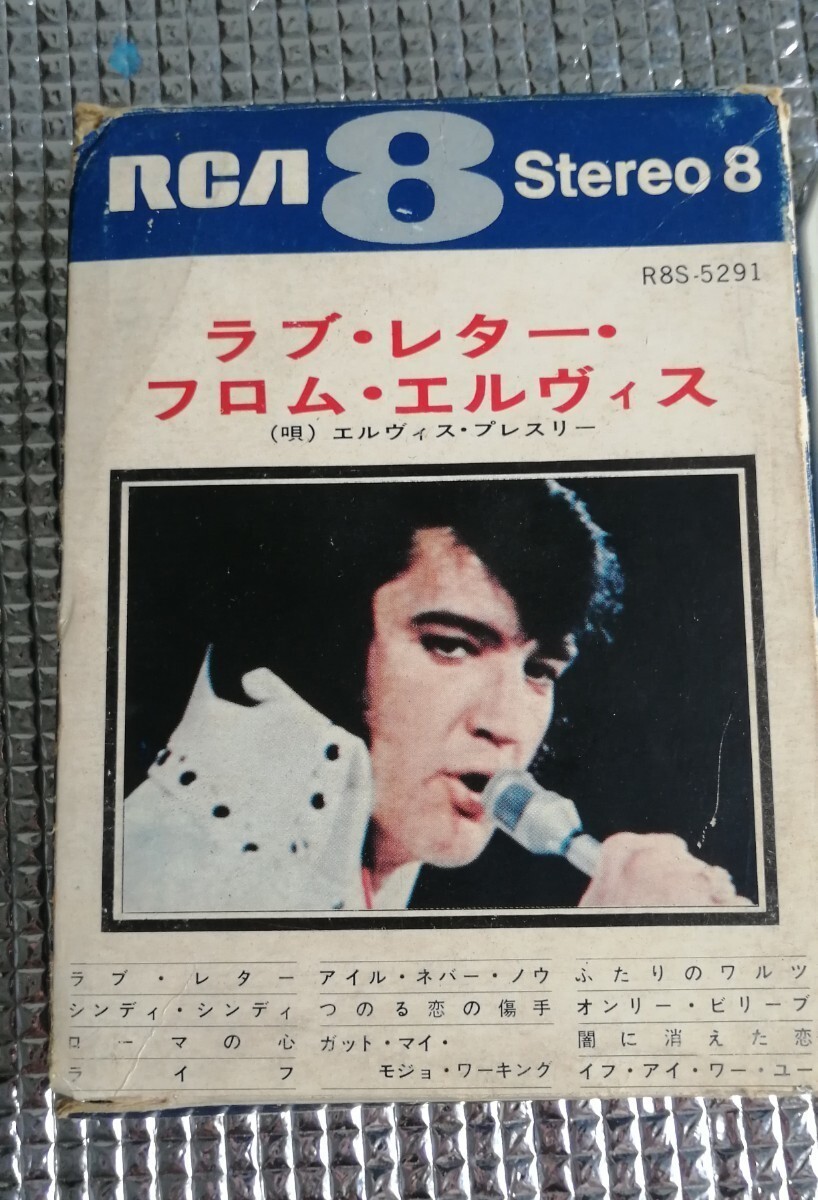 RCA 8 Stereo 8
R8S-5291
ラブ・レター・
フロム・エルヴィス
(唄) エルヴィス・プレスリー
ラブ・レター
シンディ・シンディ
ローマの心
ライフ
アイル・ネバー・ノウ
つのる恋の傷手
ガット・マイ・
モジョ・ワーキング
ふたりのワルツ
オンリー・ビリーブ
闇に消えた恋
イフ・アイ・ワー・ユー